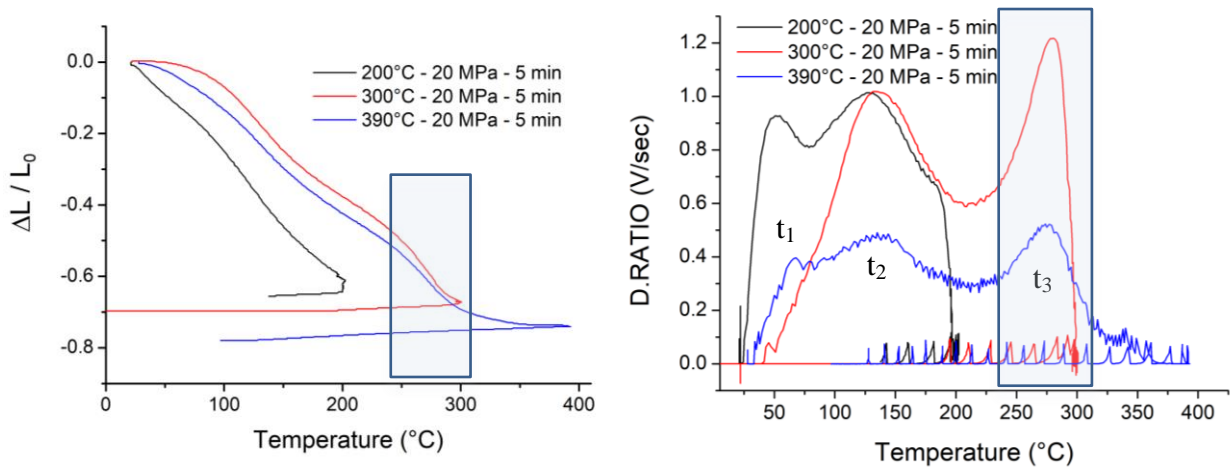 0.0
-0.2
-0.4
-0.6
-0.8
ΔL / L₀
0
100
200
300
400
Temperature (°C)
200°C - 20 MPa - 5 min
300°C - 20 MPa - 5 min
390°C - 20 MPa - 5 min
1.2
1.0
0.8
0.6
0.4
0.2
0.0
D.RATIO (V/sec)
50
100
150
200
250
300
350
400
Temperature (°C)
200°C - 20 MPa - 5 min
300°C - 20 MPa - 5 min
390°C - 20 MPa - 5 min
t₁
t₂
t₃